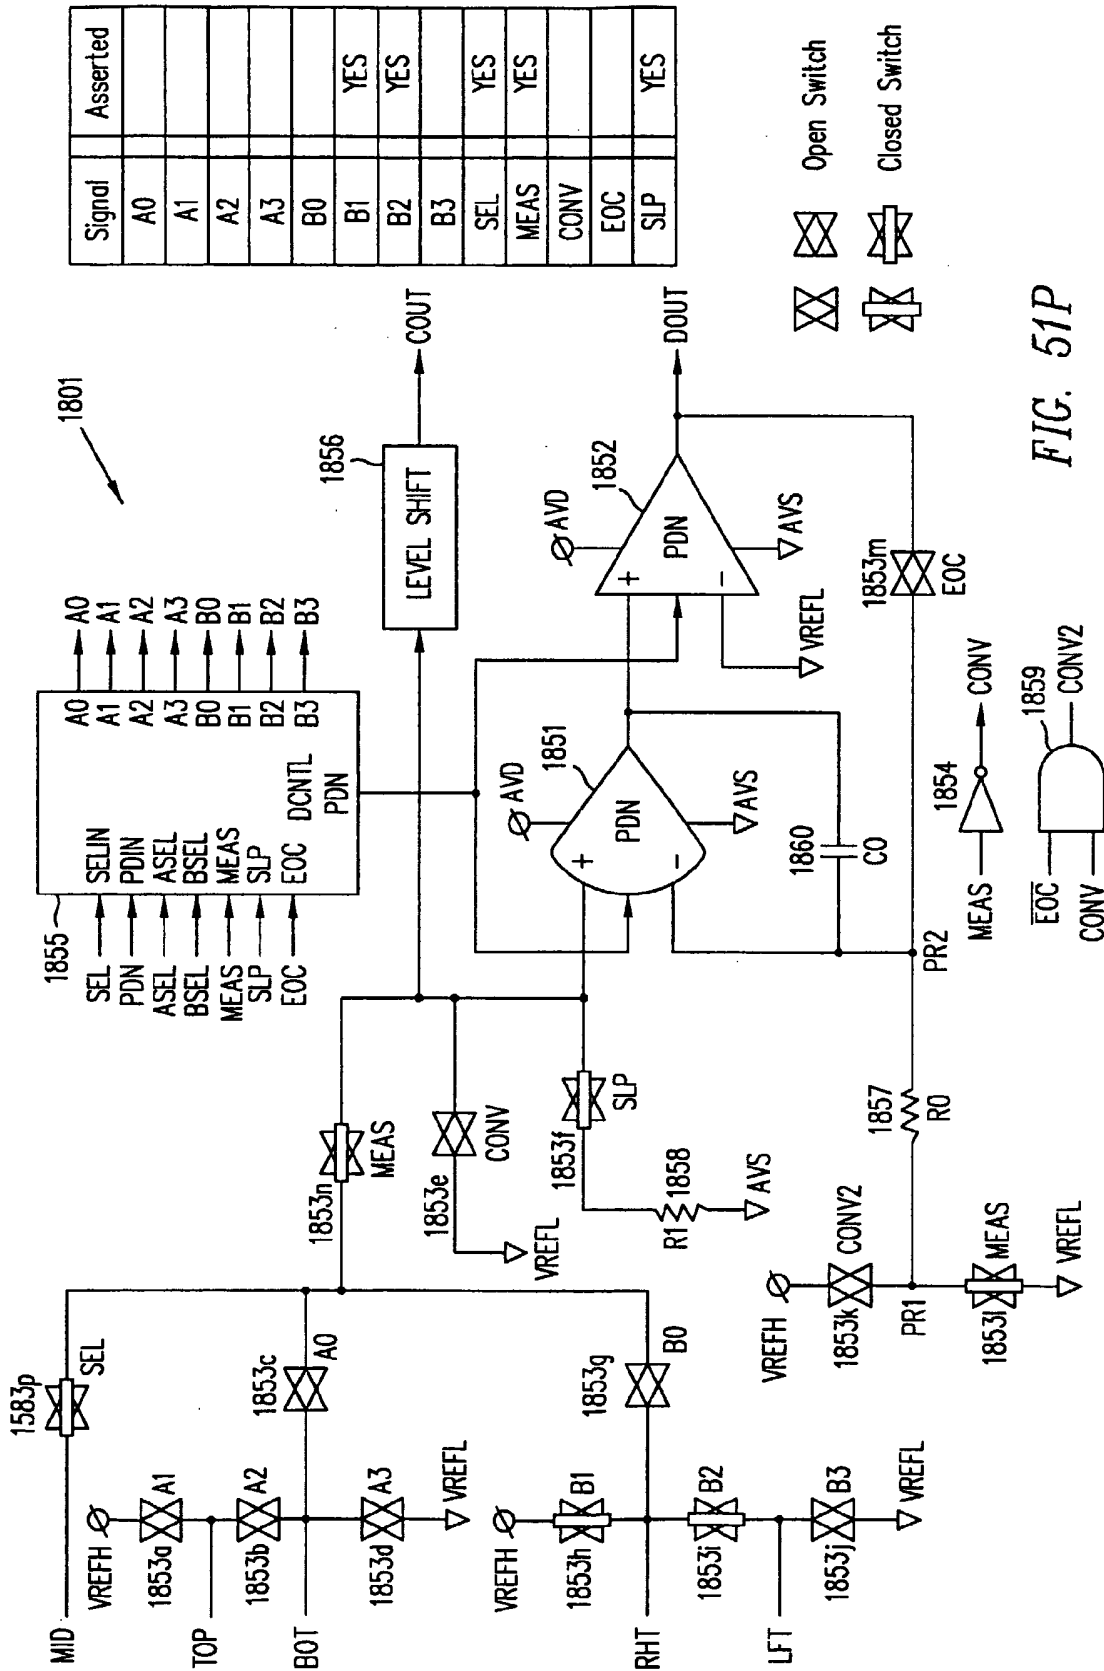 1801
1855
SEL
PDN
ASEL
BSEL
MEAS
SLP
EOC
SELIN
PDIN
ASEL
BSEL
MEAS
SLP
EOC
DCNTL
PDN
A0
A1
A2
A3
B0
B1
B2
B3
A0
A1
A2
A3
B0
B1
B2
B3
Signal Asserted
A0
A1
A2
A3
B0
B1 YES
B2 YES
B3
SEL YES
MEAS YES
CONV
EOC
SLP YES
Open Switch
Closed Switch
MID
1583p
SEL
VREFH
1853a
A1
TOP
1853b
A2
BOT
1853c
A0
1853d
A3
VREFL
VREFH
1853h
B1
RHT
1853g
B0
1853i
B2
LFT
1853j
B3
VREFL
1853n
MEAS
1853e
CONV
VREFL
1853f
SLP
R1
1858
AVS
1856
LEVEL SHIFT
COUT
AVD
1851
+
PDN
-
AVS
1860
CO
AVD
1852
+
PDN
-
AVS
VREFL
DOUT
1853m
EOC
PR2
1857
RO
VREFH
1853k
CONV2
PR1
1853l
MEAS
VREFL
MEAS
1854
CONV
EOC
CONV
1859
CONV2
FIG. 51P